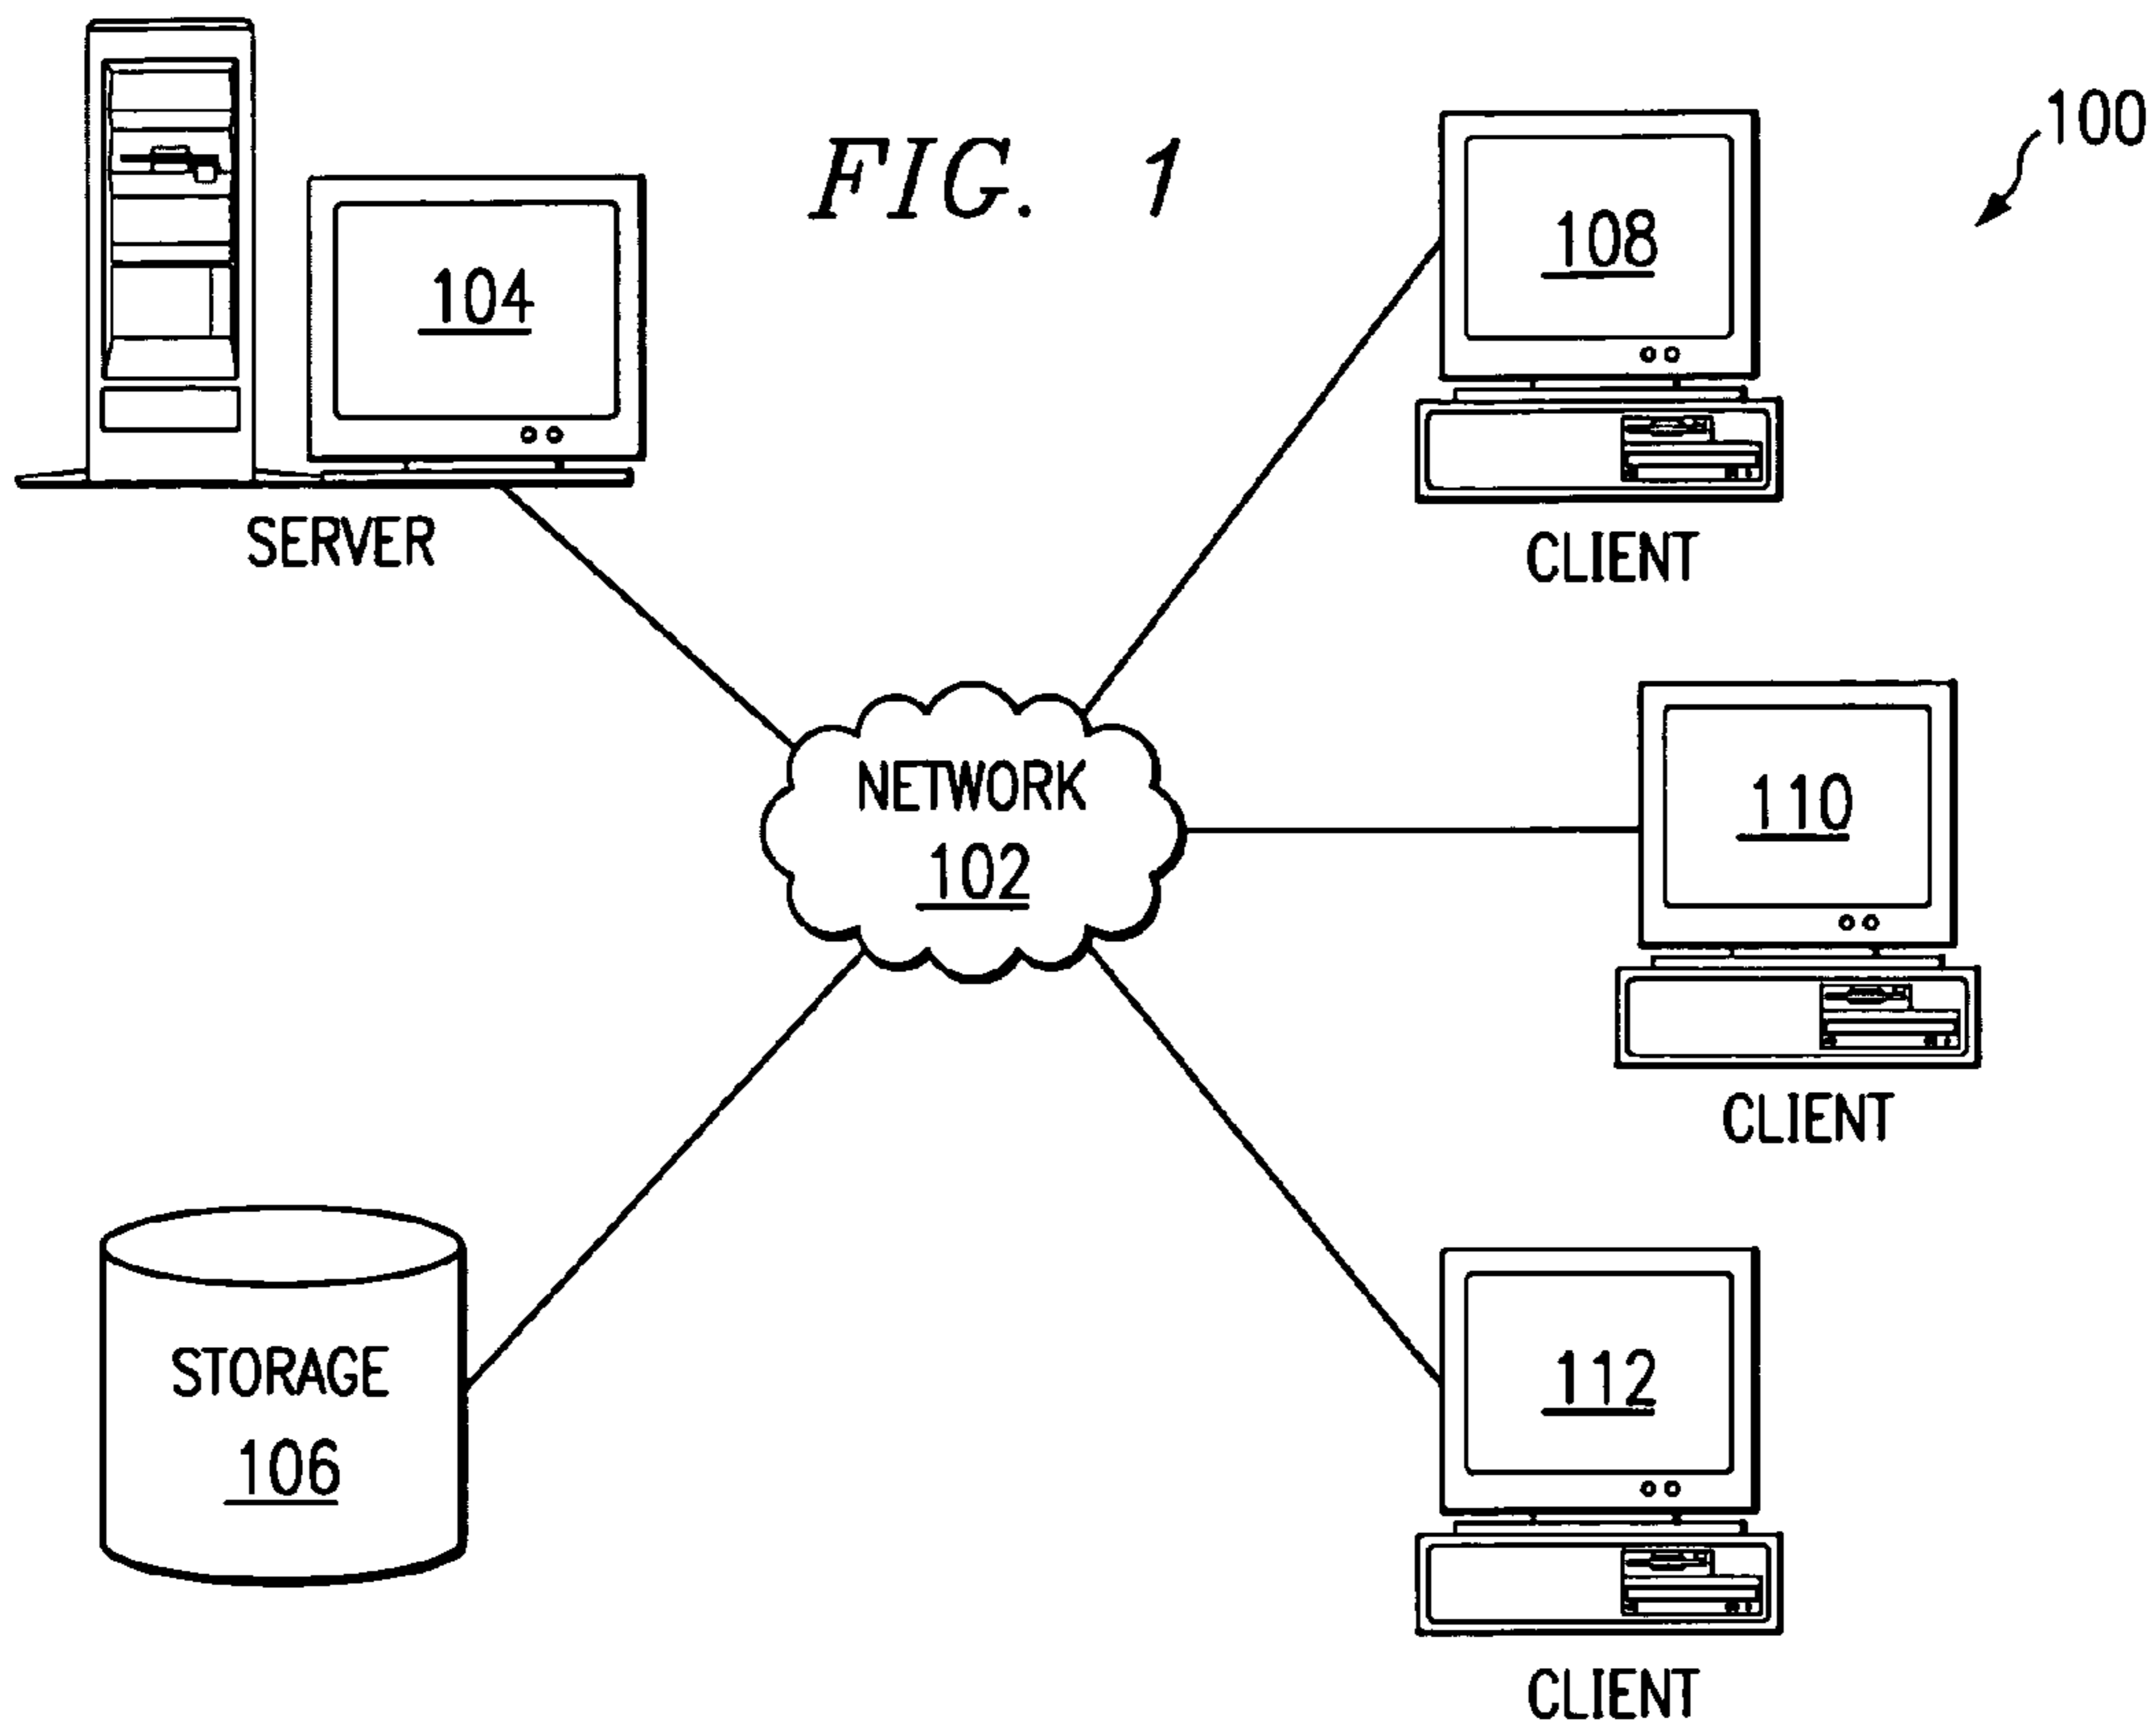 FIG. 1
100
104
SERVER
108
CLIENT
NETWORK
102
110
CLIENT
STORAGE
106
112
CLIENT